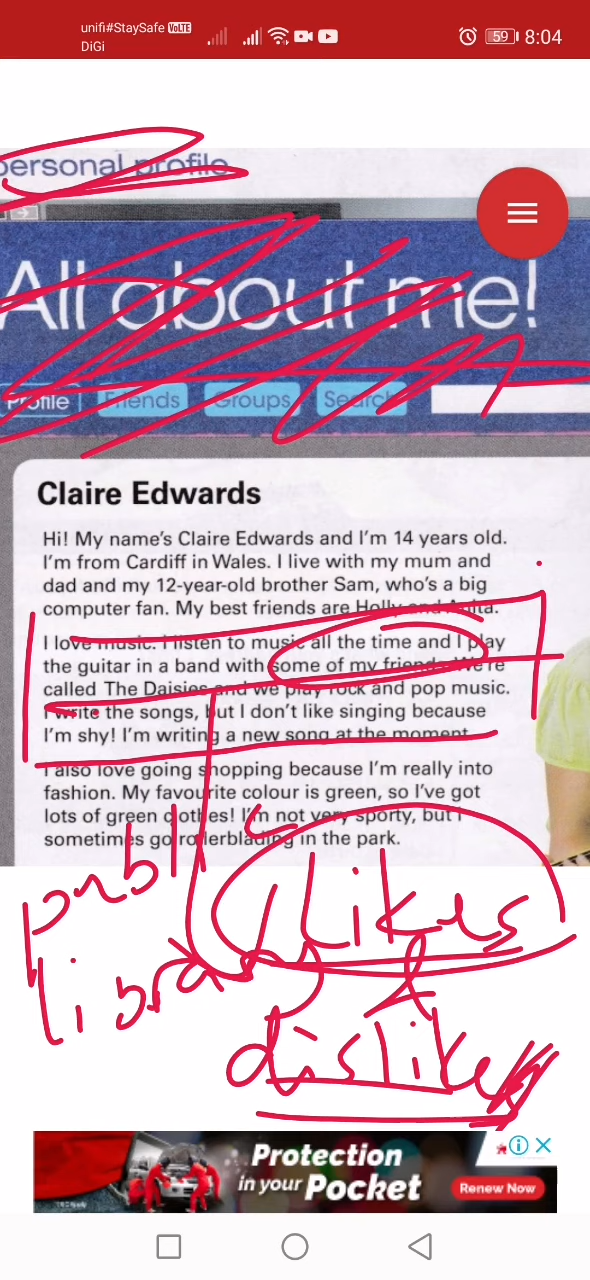 unifi#StaySafe VoLTE
DiGi
59 8:04
personal profile
All about me!
Profile Friends Groups Search
Claire Edwards
Hi! My name's Claire Edwards and I'm 14 years old.
I'm from Cardiff in Wales. I live with my mum and
dad and my 12-year-old brother Sam, who's a big
computer fan. My best friends are Holly and Anita.
I love music. I listen to music all the time and I play
the guitar in a band with some of my friends. We're
called The Daisies and we play rock and pop music.
I write the songs, but I don't like singing because
I'm shy! I'm writing a new song at the moment.
I also love going shopping because I'm really into
fashion. My favourite colour is green, so I've got
lots of green clothes! I'm not very sporty, but I
sometimes go rollerblading in the park.
Likes
library
&
dislikes
Protection
in your Pocket
Renew Now